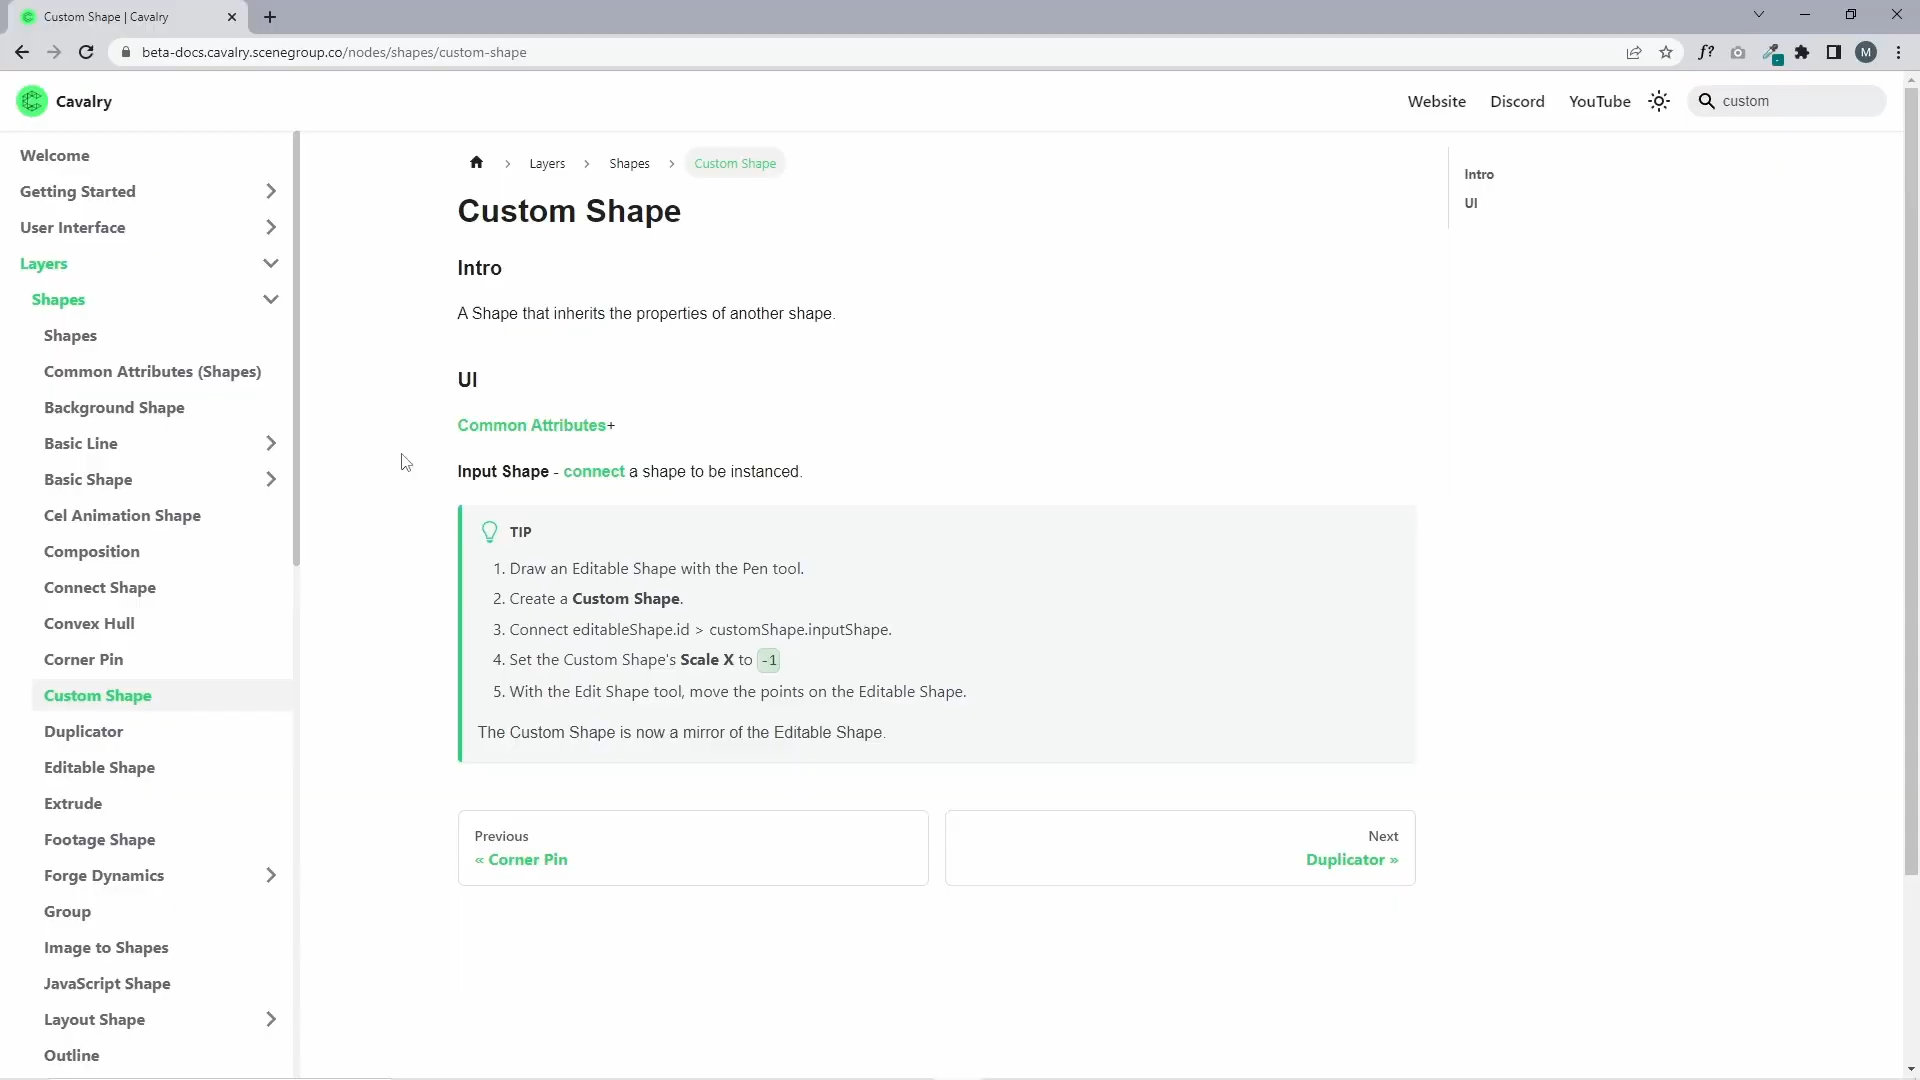 Custom Shape | Cavalry
beta-docs.cavalry.scenegroup.co/nodes/shapes/custom-shape
f?
M
Cavalry
Website
Discord
YouTube
custom
Welcome
Getting Started
User Interface
Layers
Shapes
Shapes
Common Attributes (Shapes)
Background Shape
Basic Line
Basic Shape
Cel Animation Shape
Composition
Connect Shape
Convex Hull
Corner Pin
Custom Shape
Duplicator
Editable Shape
Extrude
Footage Shape
Forge Dynamics
Group
Image to Shapes
JavaScript Shape
Layout Shape
Outline
Layers > Shapes > Custom Shape
Custom Shape
Intro
A Shape that inherits the properties of another shape.
UI
Common Attributes+
Input Shape - connect a shape to be instanced.
TIP
1. Draw an Editable Shape with the Pen tool.
2. Create a Custom Shape.
3. Connect editableShape.id > customShape.inputShape.
4. Set the Custom Shape's Scale X to -1
5. With the Edit Shape tool, move the points on the Editable Shape.
The Custom Shape is now a mirror of the Editable Shape.
Previous
« Corner Pin
Next
Duplicator »
Intro
UI